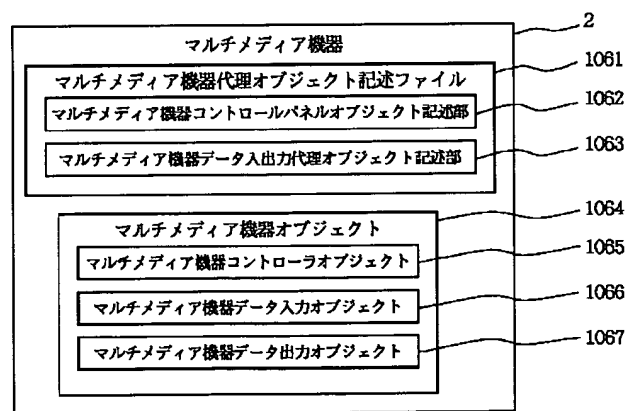 2
マルチメディア機器
1061
マルチメディア機器代理オブジェクト記述ファイル
1062
マルチメディア機器コントロールパネルオブジェクト記述部
1063
マルチメディア機器データ入出力代理オブジェクト記述部
1064
マルチメディア機器オブジェクト
1065
マルチメディア機器コントローラオブジェクト
1066
マルチメディア機器データ入力オブジェクト
1067
マルチメディア機器データ出力オブジェクト